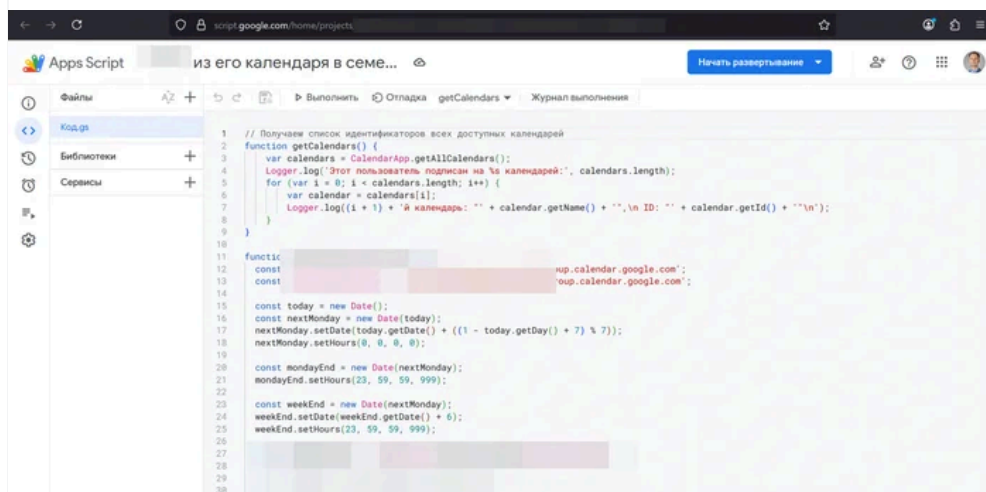 script.google.com/home/projects
Apps Script
из его календаря в семе...
Начать развертывание
Файлы
Выполнить
Отладка
getCalendars
Журнал выполнения
Код.gs
Библиотеки
Сервисы
1 // Получаем список идентификаторов всех доступных календарей
2 function getCalendars() {
3 var calendars = CalendarApp.getAllCalendars();
4 Logger.log('Этот пользователь подписан на %s календарей:', calendars.length);
5 for (var i = 0; i < calendars.length; i++) {
6 var calendar = calendars[i];
7 Logger.log((i + 1) + 'й календарь: "' + calendar.getName() + '",\n ID: "' + calendar.getId() + '"\n');
8 }
9 }
10
11 functic
12 const up.calendar.google.com';
13 const oup.calendar.google.com';
14
15 const today = new Date();
16 const nextMonday = new Date(today);
17 nextMonday.setDate(today.getDate() + ((1 - today.getDay() + 7) % 7));
18 nextMonday.setHours(0, 0, 0, 0);
19
20 const mondayEnd = new Date(nextMonday);
21 mondayEnd.setHours(23, 59, 59, 999);
22
23 const weekEnd = new Date(nextMonday);
24 weekEnd.setDate(weekEnd.getDate() + 6);
25 weekEnd.setHours(23, 59, 59, 999);
26
27
28
29
30